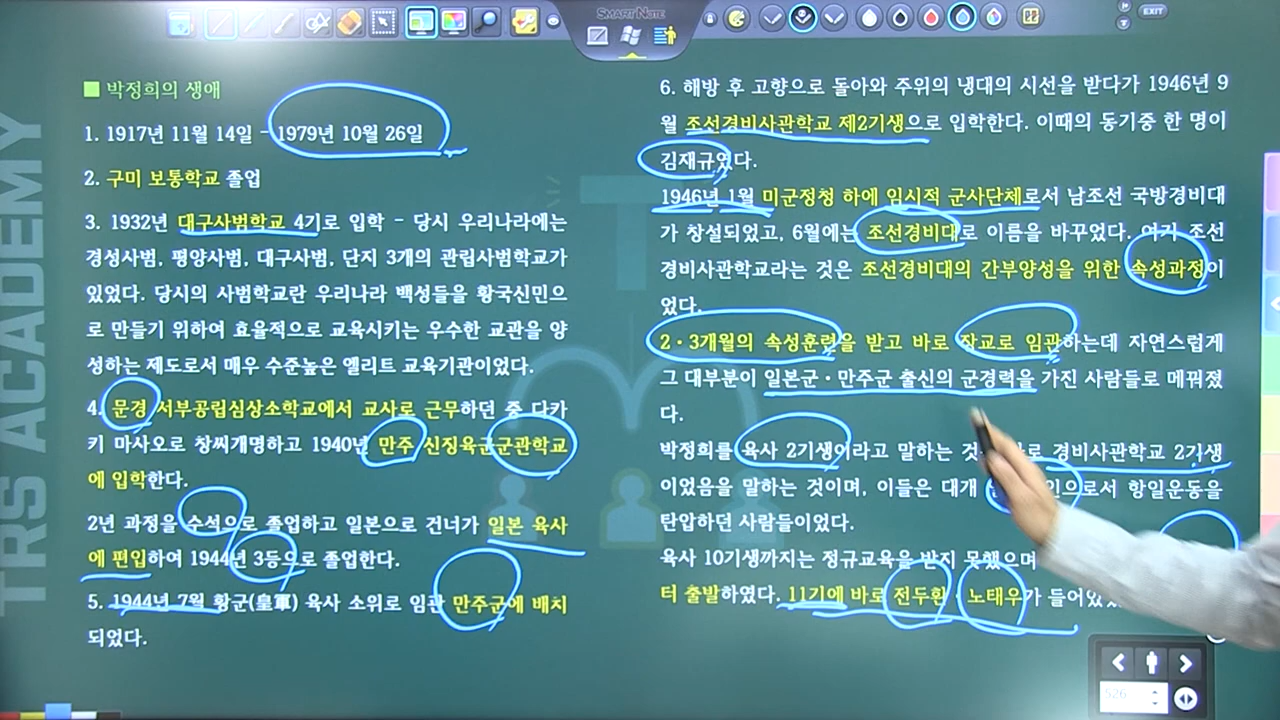 SMART NOTE
EXIT
TRS ACADEMY
■ 박정희의 생애
1. 1917년 11월 14일 - 1979년 10월 26일
2. 구미 보통학교 졸업
3. 1932년 대구사범학교 4기로 입학 - 당시 우리나라에는
경성사범, 평양사범, 대구사범, 단지 3개의 관립사범학교가
있었다. 당시의 사범학교란 우리나라 백성들을 황국신민으
로 만들기 위하여 효율적으로 교육시키는 우수한 교관을 양
성하는 제도로서 매우 수준높은 엘리트 교육기관이었다.
4. 문경 서부공립심상소학교에서 교사로 근무하던 중 다카
키 마사오로 창씨개명하고 1940년 만주 신징육군군관학교
에 입학한다.
2년 과정을 수석으로 졸업하고 일본으로 건너가 일본 육사
에 편입하여 1944년 3등으로 졸업한다.
5. 1944년 7월 황군(皇軍) 육사 소위로 임관 만주군에 배치
되었다.
6. 해방 후 고향으로 돌아와 주위의 냉대의 시선을 받다가 1946년 9
월 조선경비사관학교 제2기생으로 입학한다. 이때의 동기중 한 명이
김재규였다.
1946년 1월 미군정청 하에 임시적 군사단체로서 남조선 국방경비대
가 창설되었고, 6월에는 조선경비대로 이름을 바꾸었다. 여기 조선
경비사관학교라는 것은 조선경비대의 간부양성을 위한 속성과정이
었다.
2·3개월의 속성훈련을 받고 바로 장교로 임관하는데 자연스럽게
그 대부분이 일본군·만주군 출신의 군경력을 가진 사람들로 메꿔졌
다.
박정희를 육사 2기생이라고 말하는 경비사관학교 2기생
이었음을 말하는 것이며, 이들은 대개 으로서 항일운동을
탄압하던 사람들이었다.
육사 10기생까지는 정규교육을 받지 못했으며
터 출발하였다. 11기에 바로 전두환·노태우가 들어있
526